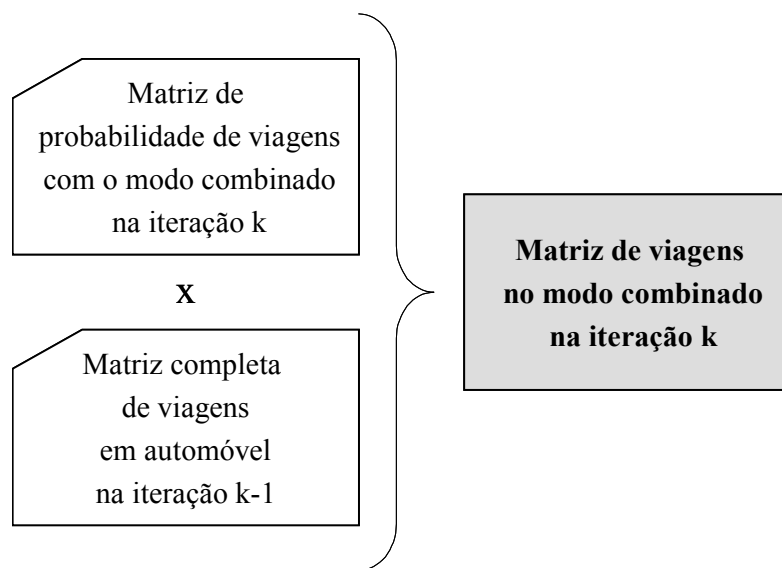 Matriz de
probabilidade de viagens
com o modo combinado
na iteração k
x
Matriz completa
de viagens
em automóvel
na iteração k-1
Matriz de viagens
no modo combinado
na iteração k